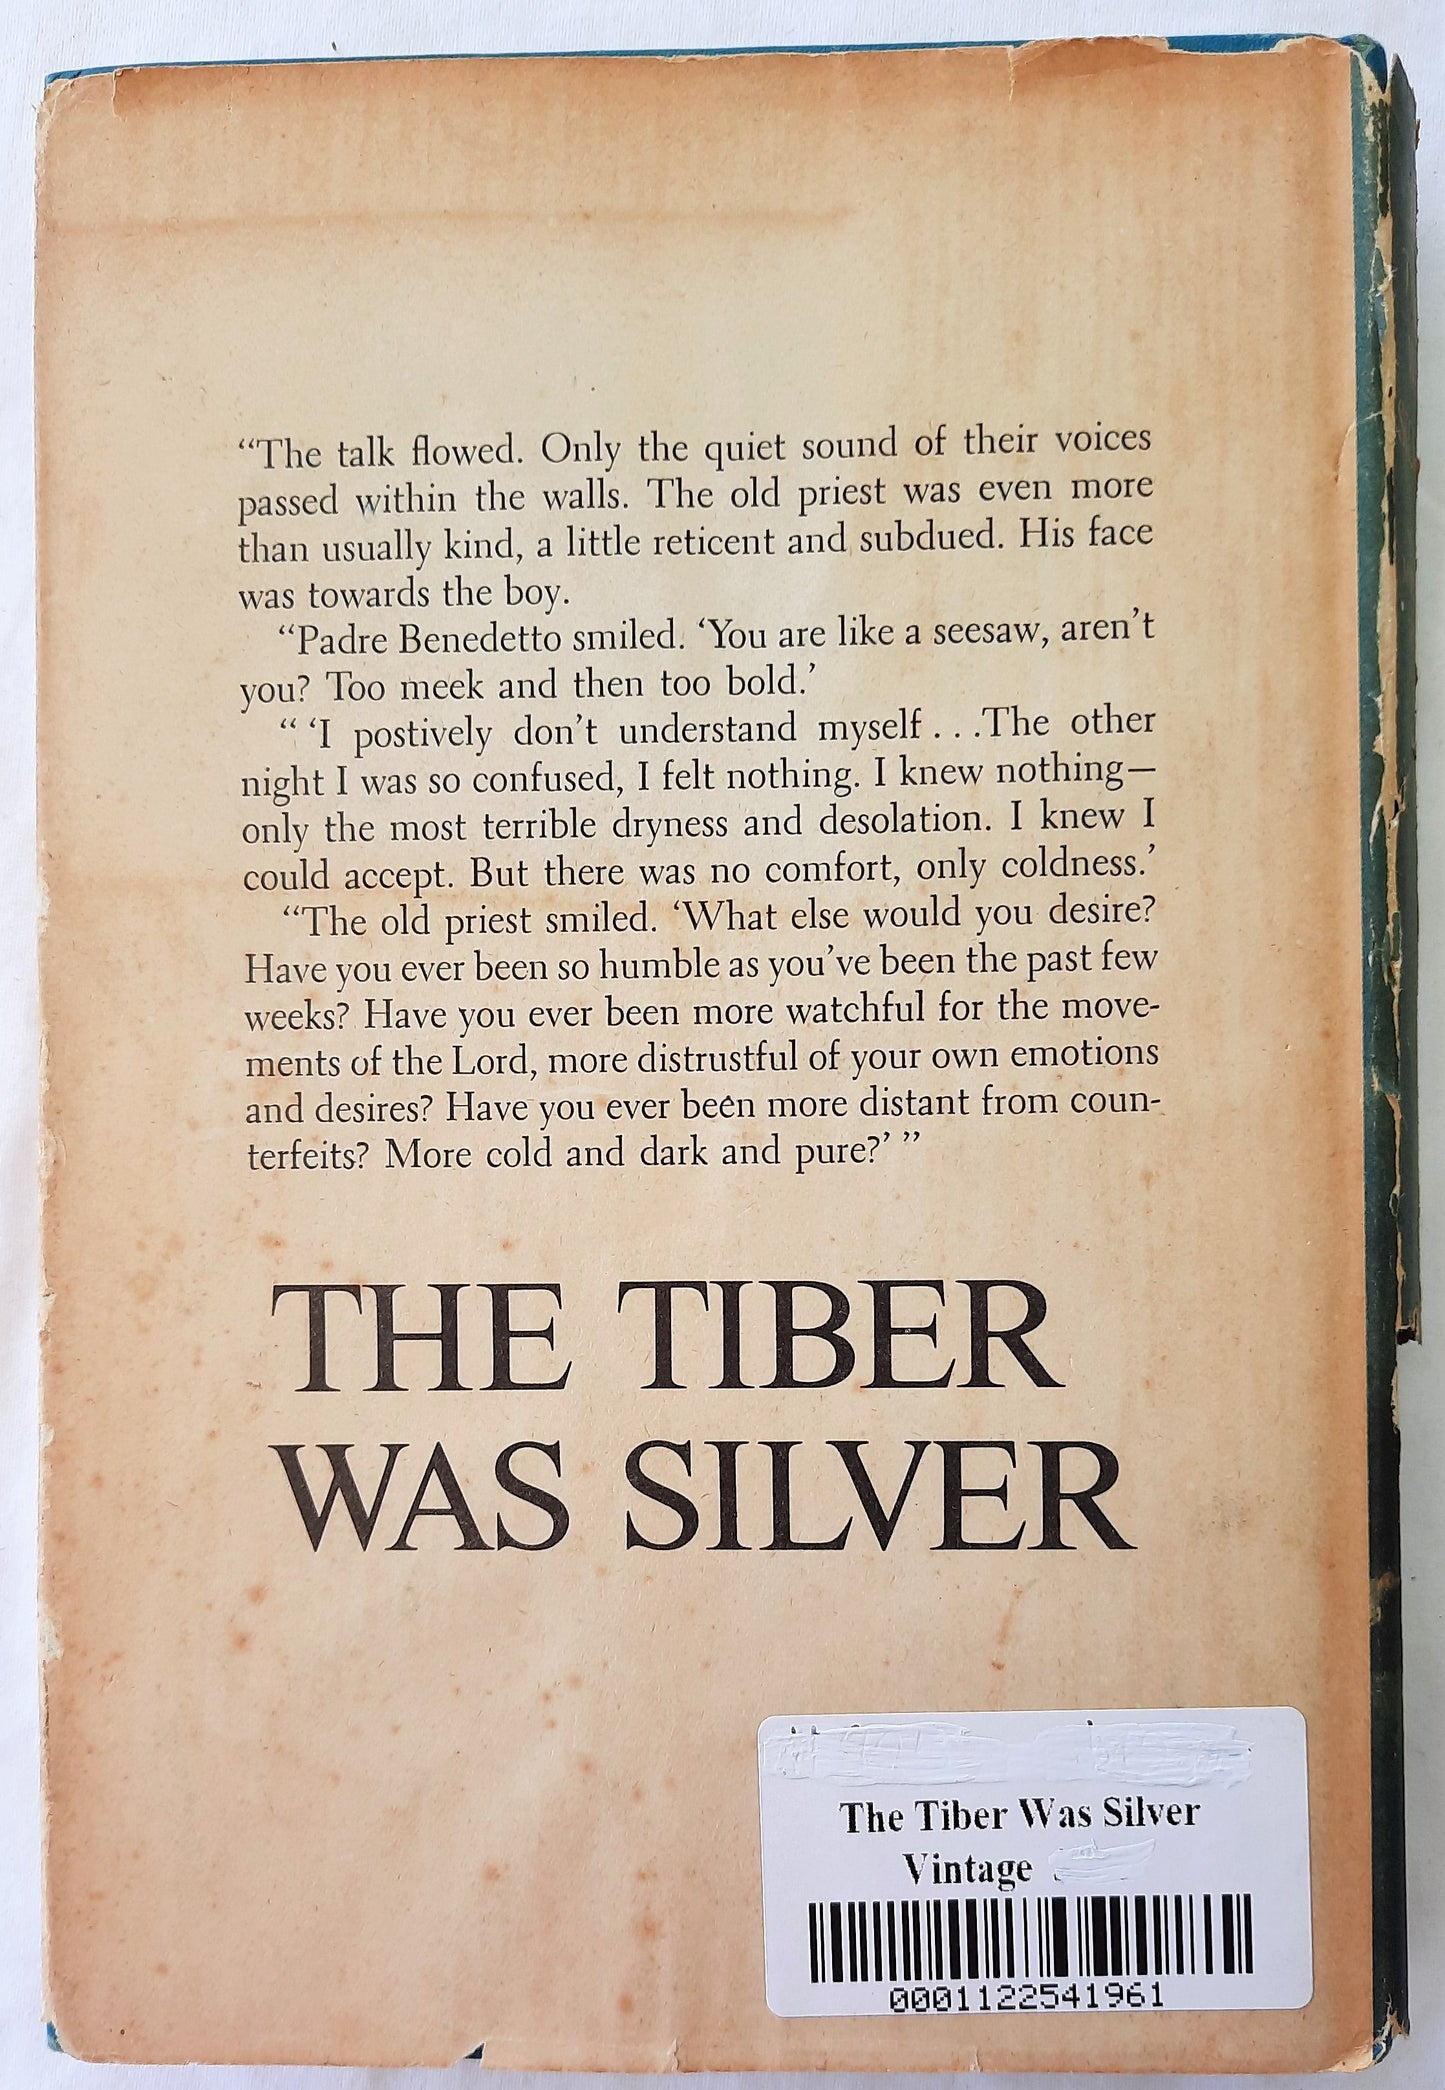 “The talk flowed. Only the quiet sound of their voices
passed within the walls. The old priest was even more
than usually kind, a little reticent and subdued. His face
was towards the boy.
“Padre Benedetto smiled. ‘You are like a seesaw, aren’t
you? Too meek and then too bold.’
“ ‘I postively don’t understand myself . . .The other
night I was so confused, I felt nothing. I knew nothing—
only the most terrible dryness and desolation. I knew I
could accept. But there was no comfort, only coldness.’
“The old priest smiled. ‘What else would you desire?
Have you ever been so humble as you’ve been the past few
weeks? Have you ever been more watchful for the move-
ments of the Lord, more distrustful of your own emotions
and desires? Have you ever been more distant from coun-
terfeits? More cold and dark and pure?’ ”
THE TIBER
WAS SILVER
The Tiber Was Silver
Vintage
0001122541961